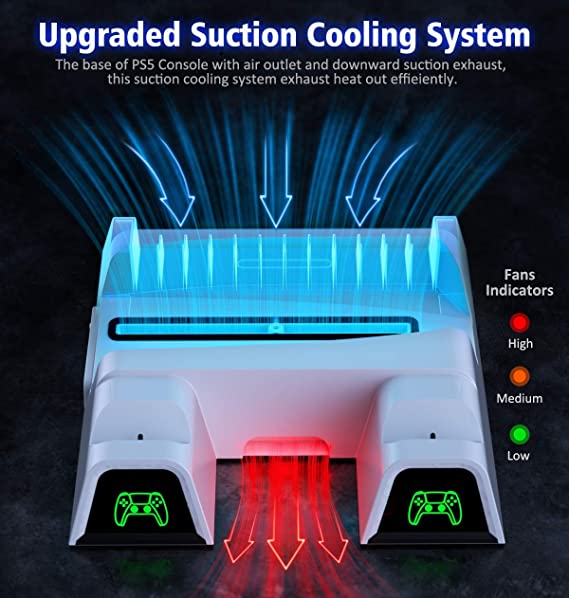 Upgraded Suction Cooling System
The base of PS5 Console with air outlet and downward suction exhaust,
this suction cooling system exhaust heat out effieiently.
Fans
Indicators
High
Medium
Low